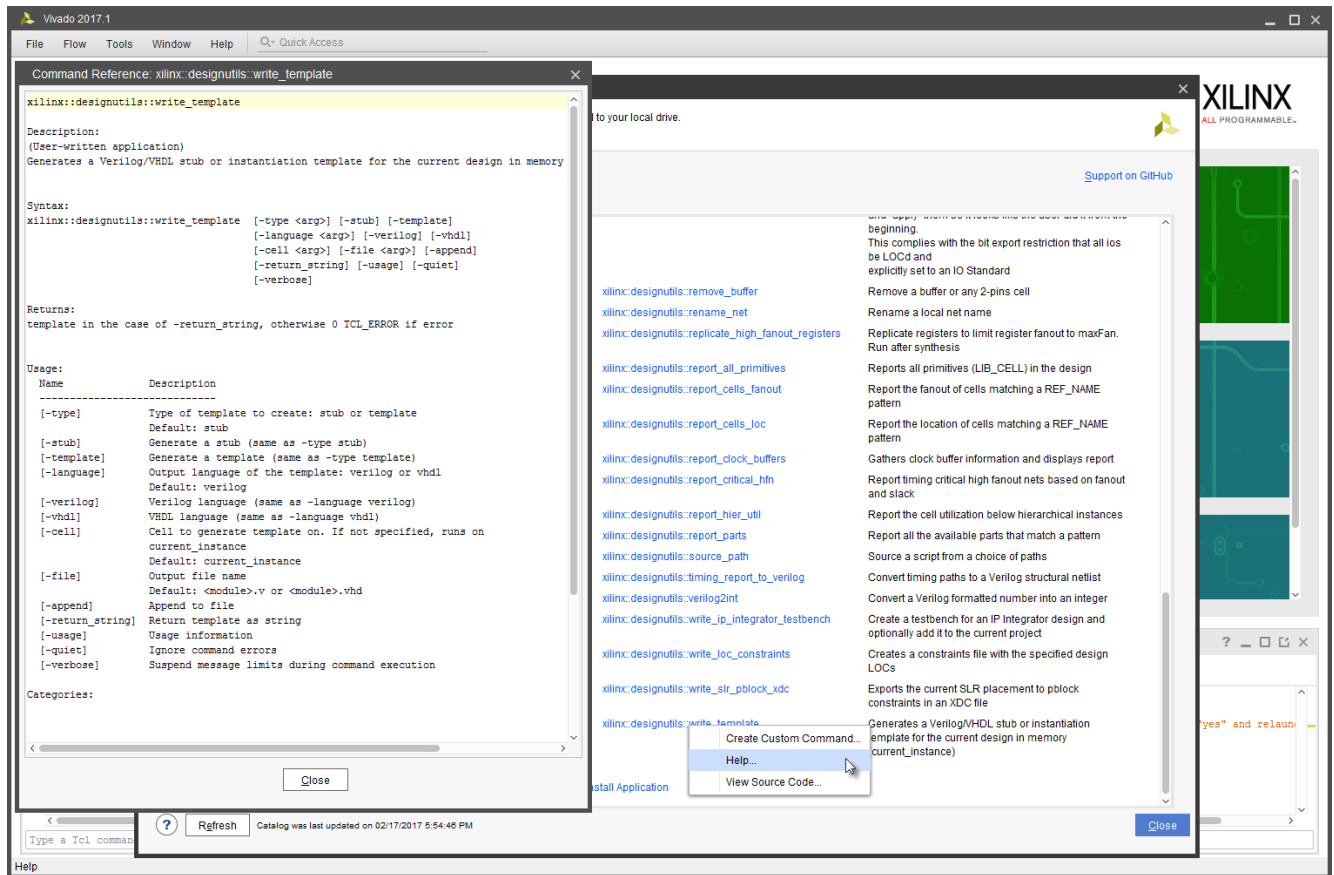 Vivado 2017.1
File Flow Tools Window Help Quick Access
Command Reference: xilinx::designutils::write_template
xilinx::designutils::write_template
Description:
(User-written application)
Generates a Verilog/VHDL stub or instantiation template for the current design in memory
Syntax:
xilinx::designutils::write_template [-type <arg>] [-stub] [-template]
[-language <arg>] [-verilog] [-vhdl]
[-cell <arg>] [-file <arg>] [-append]
[-return_string] [-usage] [-quiet]
[-verbose]
Returns:
template in the case of -return_string, otherwise 0 TCL_ERROR if error
Usage:
Name Description
------------------------------
[-type] Type of template to create: stub or template
Default: stub
[-stub] Generate a stub (same as -type stub)
[-template] Generate a template (same as -type template)
[-language] Output language of the template: verilog or vhdl
Default: verilog
[-verilog] Verilog language (same as -language verilog)
[-vhdl] VHDL language (same as -language vhdl)
[-cell] Cell to generate template on. If not specified, runs on
current_instance
Default: current_instance
[-file] Output file name
Default: <module>.v or <module>.vhd
[-append] Append to file
[-return_string] Return template as string
[-usage] Usage information
[-quiet] Ignore command errors
[-verbose] Suspend message limits during command execution
Categories:
Close
to your local drive.
XILINX
ALL PROGRAMMABLE.
Support on GitHub
beginning.
This complies with the bit export restriction that all ios
be LOCd and
explicitly set to an IO Standard
xilinx::designutils::remove_buffer Remove a buffer or any 2-pins cell
xilinx::designutils::rename_net Rename a local net name
xilinx::designutils::replicate_high_fanout_registers Replicate registers to limit register fanout to maxFan.
Run after synthesis
xilinx::designutils::report_all_primitives Reports all primitives (LIB_CELL) in the design
xilinx::designutils::report_cells_fanout Report the fanout of cells matching a REF_NAME
pattern
xilinx::designutils::report_cells_loc Report the location of cells matching a REF_NAME
pattern
xilinx::designutils::report_clock_buffers Gathers clock buffer information and displays report
xilinx::designutils::report_critical_hfn Report timing critical high fanout nets based on fanout
and slack
xilinx::designutils::report_hier_util Report the cell utilization below hierarchical instances
xilinx::designutils::report_parts Report all the available parts that match a pattern
xilinx::designutils::source_path Source a script from a choice of paths
xilinx::designutils::timing_report_to_verilog Convert timing paths to a Verilog structural netlist
xilinx::designutils::verilog2int Convert a Verilog formatted number into an integer
xilinx::designutils::write_ip_integrator_testbench Create a testbench for an IP Integrator design and
optionally add it to the current project
xilinx::designutils::write_loc_constraints Creates a constraints file with the specified design
LOCs
xilinx::designutils::write_slr_pblock_xdc Exports the current SLR placement to pblock
constraints in an XDC file
xilinx::designutils::write_template Generates a Verilog/VHDL stub or instantiation
template for the current design in memory
(current_instance)
Create Custom Command...
Help...
View Source Code...
Application
"yes" and
? Refresh Catalog was last updated on 02/17/2017 5:54:46 PM
Close
Type a Tcl
Help